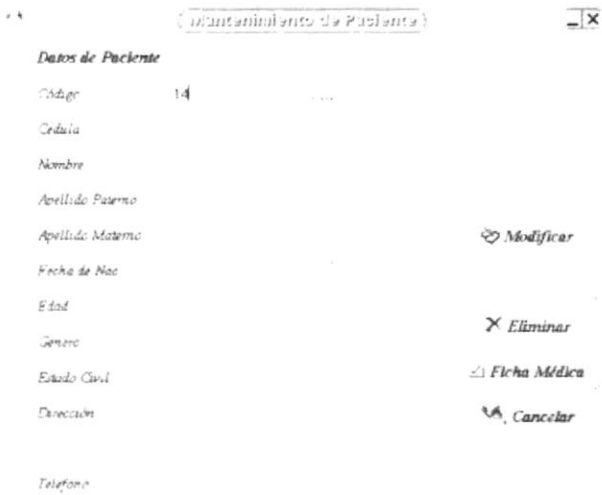 { Mantenimiento de Paciente }
Datos de Paciente
Código 14
Cedula
Nombre
Apellido Paterno
Apellido Materno
Modificar
Fecha de Nac
Edad
Eliminar
Genero
Ficha Médica
Estado Civil
Cancelar
Dirección
Telefono